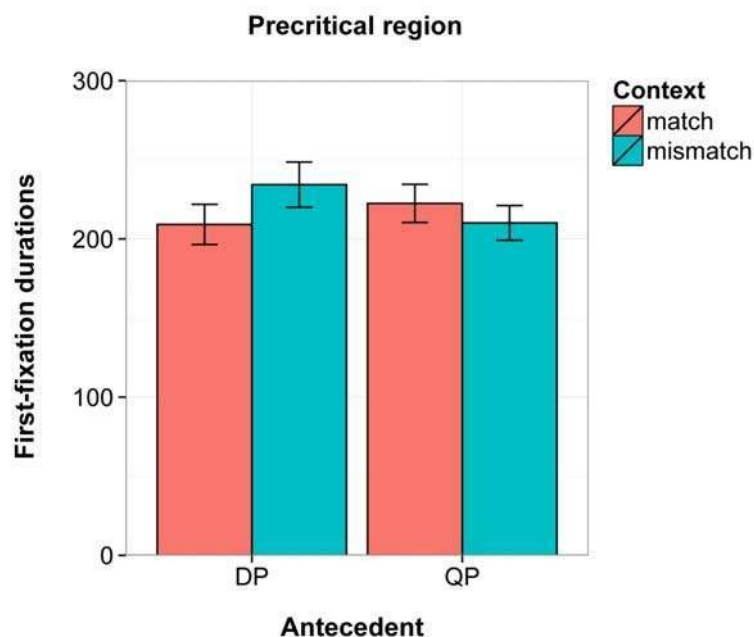 Precritical region
300
200
100
0
First-fixation durations
DP
QP
Antecedent
Context
match
mismatch